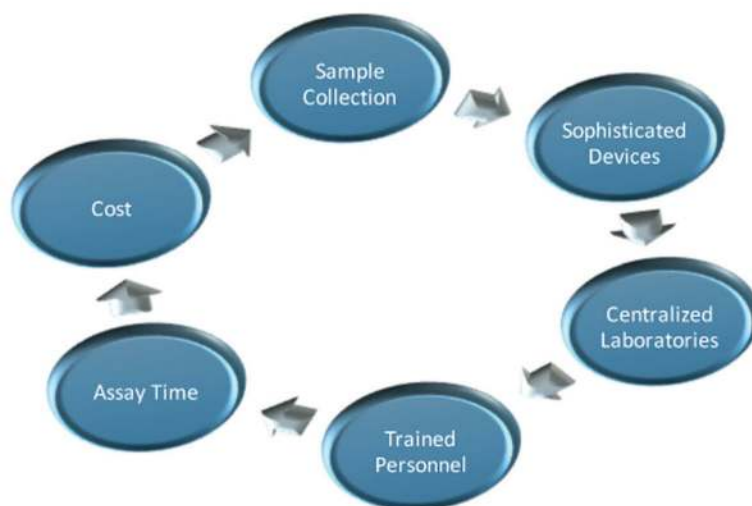 Sample
Collection
Sophisticated
Devices
Centralized
Laboratories
Trained
Personnel
Assay Time
Cost